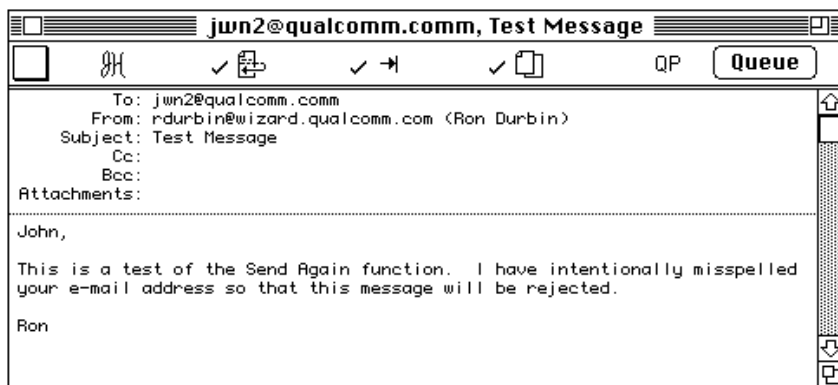 jwn2@qualcomm.comm, Test Message
QP Queue
To: jwn2@qualcomm.comm
From: rdurbin@wizard.qualcomm.com (Ron Durbin)
Subject: Test Message
Cc:
Bcc:
Attachments:
John,
This is a test of the Send Again function. I have intentionally misspelled
your e-mail address so that this message will be rejected.
Ron